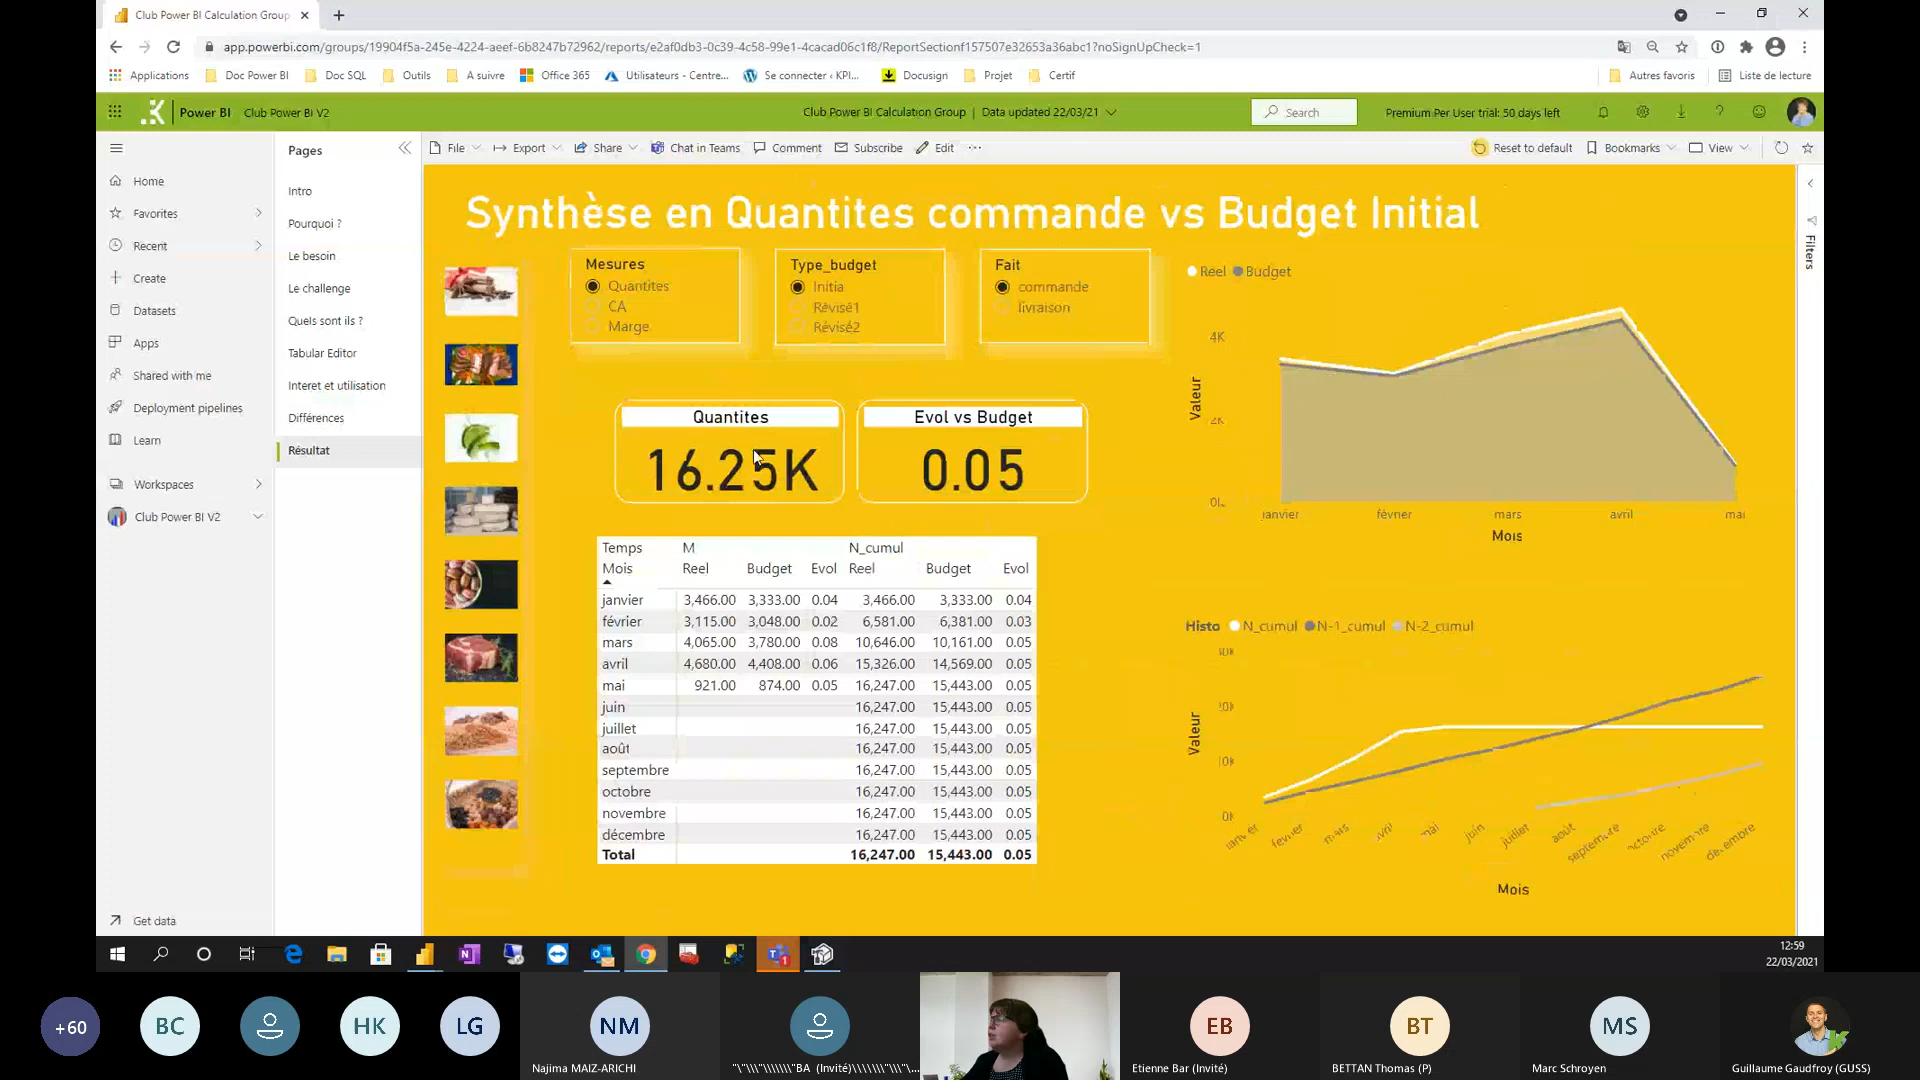 Club Power BI Calculation Group
app.powerbi.com/groups/19904f5a-245e-4224-aeef-6b8247b72962/reports/e2af0db3-0c39-4c58-99e1-4cacad06c1f8/ReportSectionf157507e32653a36abc1?noSignUpCheck=1
Applications Doc Power BI Doc SQL Outils A suivre Office 365 Utilisateurs - Centre... Se connecter ‹ KPI... Docusign Projet Certif Autres favoris Liste de lecture
Power BI Club Power BI V2 Club Power BI Calculation Group | Data updated 22/03/21 Search Premium Per User trial: 50 days left
Pages File Export Share Chat in Teams Comment Subscribe Edit ... Reset to default Bookmarks View
Home
Favorites
Recent
Create
Datasets
Apps
Shared with me
Deployment pipelines
Learn
Workspaces
Club Power BI V2
Get data
Intro
Pourquoi ?
Le besoin
Le challenge
Quels sont ils ?
Tabular Editor
Interet et utilisation
Différences
Résultat
Filters
Synthèse en Quantites commande vs Budget Initial
Mesures
Quantites
CA
Marge
Type_budget
Initia
Révisé1
Révisé2
Fait
commande
livraison
Quantites
16.25K
Evol vs Budget
0.05
Temps M N_cumul
Mois Reel Budget Evol Reel Budget Evol
janvier 3,466.00 3,333.00 0.04 3,466.00 3,333.00 0.04
février 3,115.00 3,048.00 0.02 6,581.00 6,381.00 0.03
mars 4,065.00 3,780.00 0.08 10,646.00 10,161.00 0.05
avril 4,680.00 4,408.00 0.06 15,326.00 14,569.00 0.05
mai 921.00 874.00 0.05 16,247.00 15,443.00 0.05
juin 16,247.00 15,443.00 0.05
juillet 16,247.00 15,443.00 0.05
août 16,247.00 15,443.00 0.05
septembre 16,247.00 15,443.00 0.05
octobre 16,247.00 15,443.00 0.05
novembre 16,247.00 15,443.00 0.05
décembre 16,247.00 15,443.00 0.05
Total 16,247.00 15,443.00 0.05
Reel Budget
Valeur
4K
2K
janvier février mars avril mai
Mois
Histo N_cumul N-1_cumul N-2_cumul
Valeur
février mars avril mai juin juillet août septembre octobre novembre décembre
Mois
12:59
22/03/2021
+60 BC HK LG NM EB BT MS
Najima MAIZ-ARICHI
"\"\\\"\\\\\\\"BA (Invité)\\\\\\\"\\\"\...
Etienne Bar (Invité)
BETTAN Thomas (P)
Marc Schroyen
Guillaume Gaudfroy (GUSS)